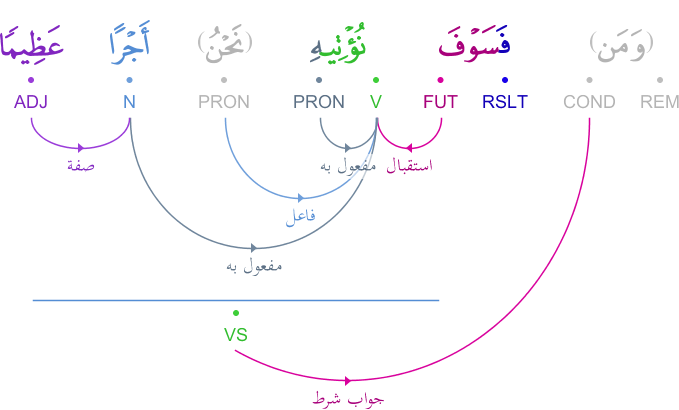 (وَمَن) فَسَوْفَ نُؤْتِيهِ (نَحْنُ) أَجْرًا عَظِيمًا
REM COND RSLT FUT V PRON PRON N ADJ
صفة مفعول به استقبال
فاعل
مفعول به
VS
جواب شرط